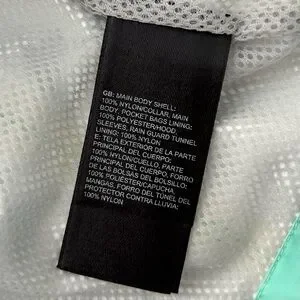 GB: MAIN BODY SHELL:
100% NYLON/COLLAR, MAIN
BODY, POCKET BAGS LINING:
100% POLYESTER/HOOD,
SLEEVES, RAIN GUARD TUNNEL
LINING: 100% NYLON
E: TELA EXTERIOR DE LA PARTE
PRINCIPAL DEL CUERPO:
100% NYLON/CUELLO, PARTE
PRINCIPAL DEL CUERPO, FORRO
DE LAS BOLSAS DEL BOLSILLO:
100% POLIÉSTER/CAPUCHA,
MANGAS, FORRO DEL TÚNEL DEL
PROTECTOR CONTRA LLUVIA:
100% NYLON